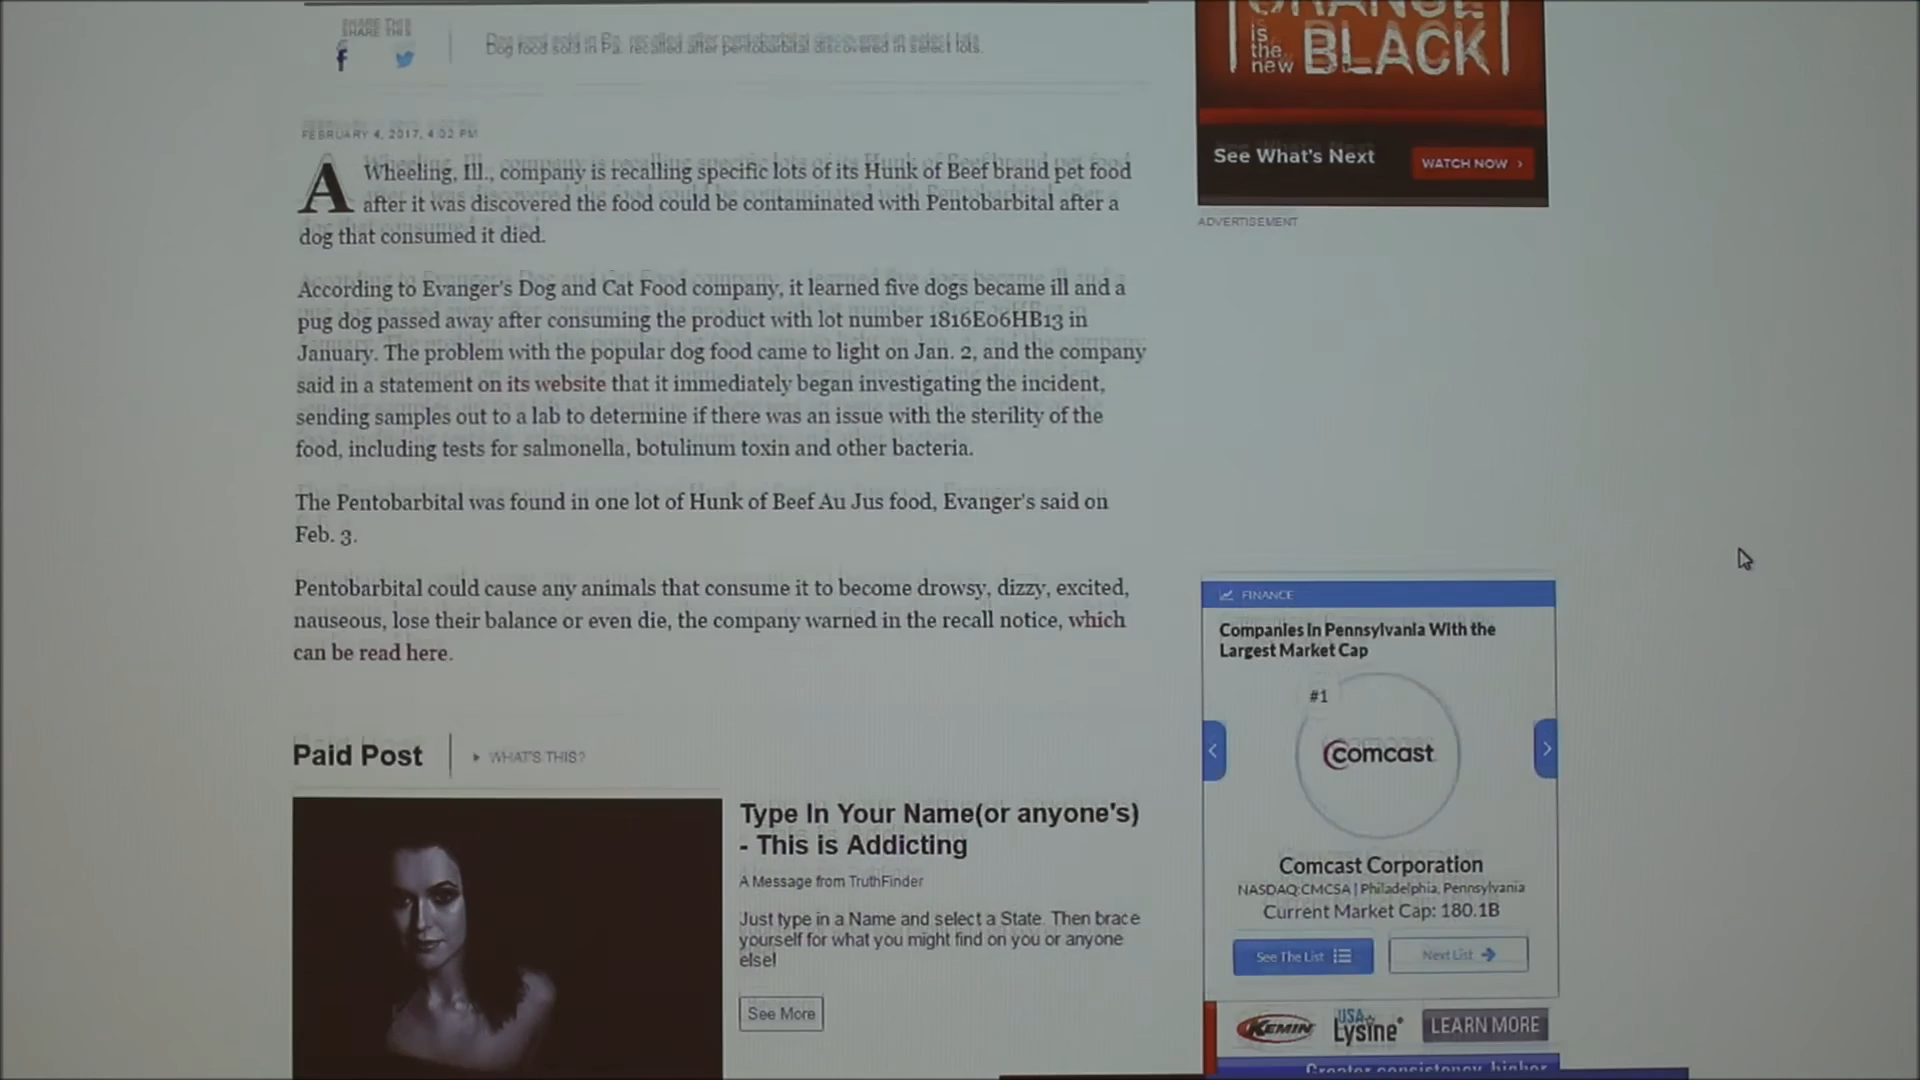 SHARE THIS
Dog food sold in Pa. recalled after pentobarbital discovered in select lots.
FEBRUARY 4, 2017, 4:02 PM
A Wheeling, Ill., company is recalling specific lots of its Hunk of Beef brand pet food
after it was discovered the food could be contaminated with Pentobarbital after a
dog that consumed it died.
According to Evanger's Dog and Cat Food company, it learned five dogs became ill and a
pug dog passed away after consuming the product with lot number 1816E06HB13 in
January. The problem with the popular dog food came to light on Jan. 2, and the company
said in a statement on its website that it immediately began investigating the incident,
sending samples out to a lab to determine if there was an issue with the sterility of the
food, including tests for salmonella, botulinum toxin and other bacteria.
The Pentobarbital was found in one lot of Hunk of Beef Au Jus food, Evanger's said on
Feb. 3.
Pentobarbital could cause any animals that consume it to become drowsy, dizzy, excited,
nauseous, lose their balance or even die, the company warned in the recall notice, which
can be read here.
Paid Post
WHAT'S THIS?
Type In Your Name(or anyone's)
- This is Addicting
A Message from TruthFinder
Just type in a Name and select a State. Then brace
yourself for what you might find on you or anyone
else!
See More
ORANGE
is
the
new
BLACK
See What's Next
WATCH NOW
ADVERTISEMENT
FINANCE
Companies In Pennsylvania With the
Largest Market Cap
#1
comcast
Comcast Corporation
NASDAQ:CMCSA | Philadelphia, Pennsylvania
Current Market Cap: 180.1B
See The List
Next List
KEMIN
USA
Lysine
LEARN MORE
Greater consistency, higher